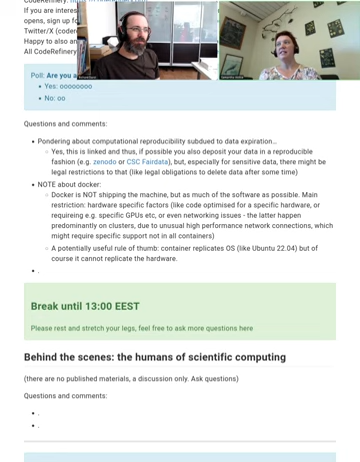 CodeRefinery:
If you are interes
opens, sign up fo
Twitter/X (coder
Happy to also an
All CodeRefinery
Poll: Are you a
• Yes: oooooooo
• No: oo
Questions and comments:
• Pondering about computational reproducibility subdued to data expiration...
○ Yes, this is linked and thus, if possible you also deposit your data in a reproducible
fashion (e.g. zenodo or CSC Fairdata), but, especially for sensitive data, there might be
legal restrictions to that (like legal obligations to delete data after some time)
• NOTE about docker:
○ Docker is NOT shipping the machine, but as much of the software as possible. Main
restriction: hardware specific factors (like code optimised for a specific hardware, or
requireing e.g. specific GPUs etc, or even networking issues - the latter happen
predominantly on clusters, due to unusual high performance network connections, which
might require specific support not in all containers)
○ A potentially useful rule of thumb: container replicates OS (like Ubuntu 22.04) but of
course it cannot replicate the hardware.
• .
Break until 13:00 EEST
Please rest and stretch your legs, feel free to ask more questions here
Behind the scenes: the humans of scientific computing
(there are no published materials, a discussion only. Ask questions)
Questions and comments:
• .
• .